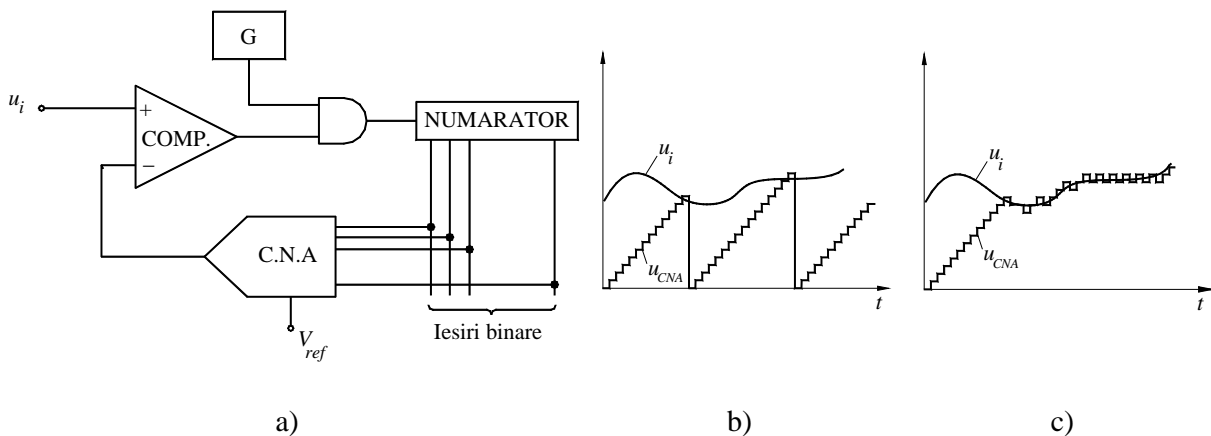 G
u_i
+
COMP.
−
NUMARATOR
C.N.A
V_ref
Iesiri binare
a)
u_i
u_CNA
t
b)
u_i
u_CNA
t
c)